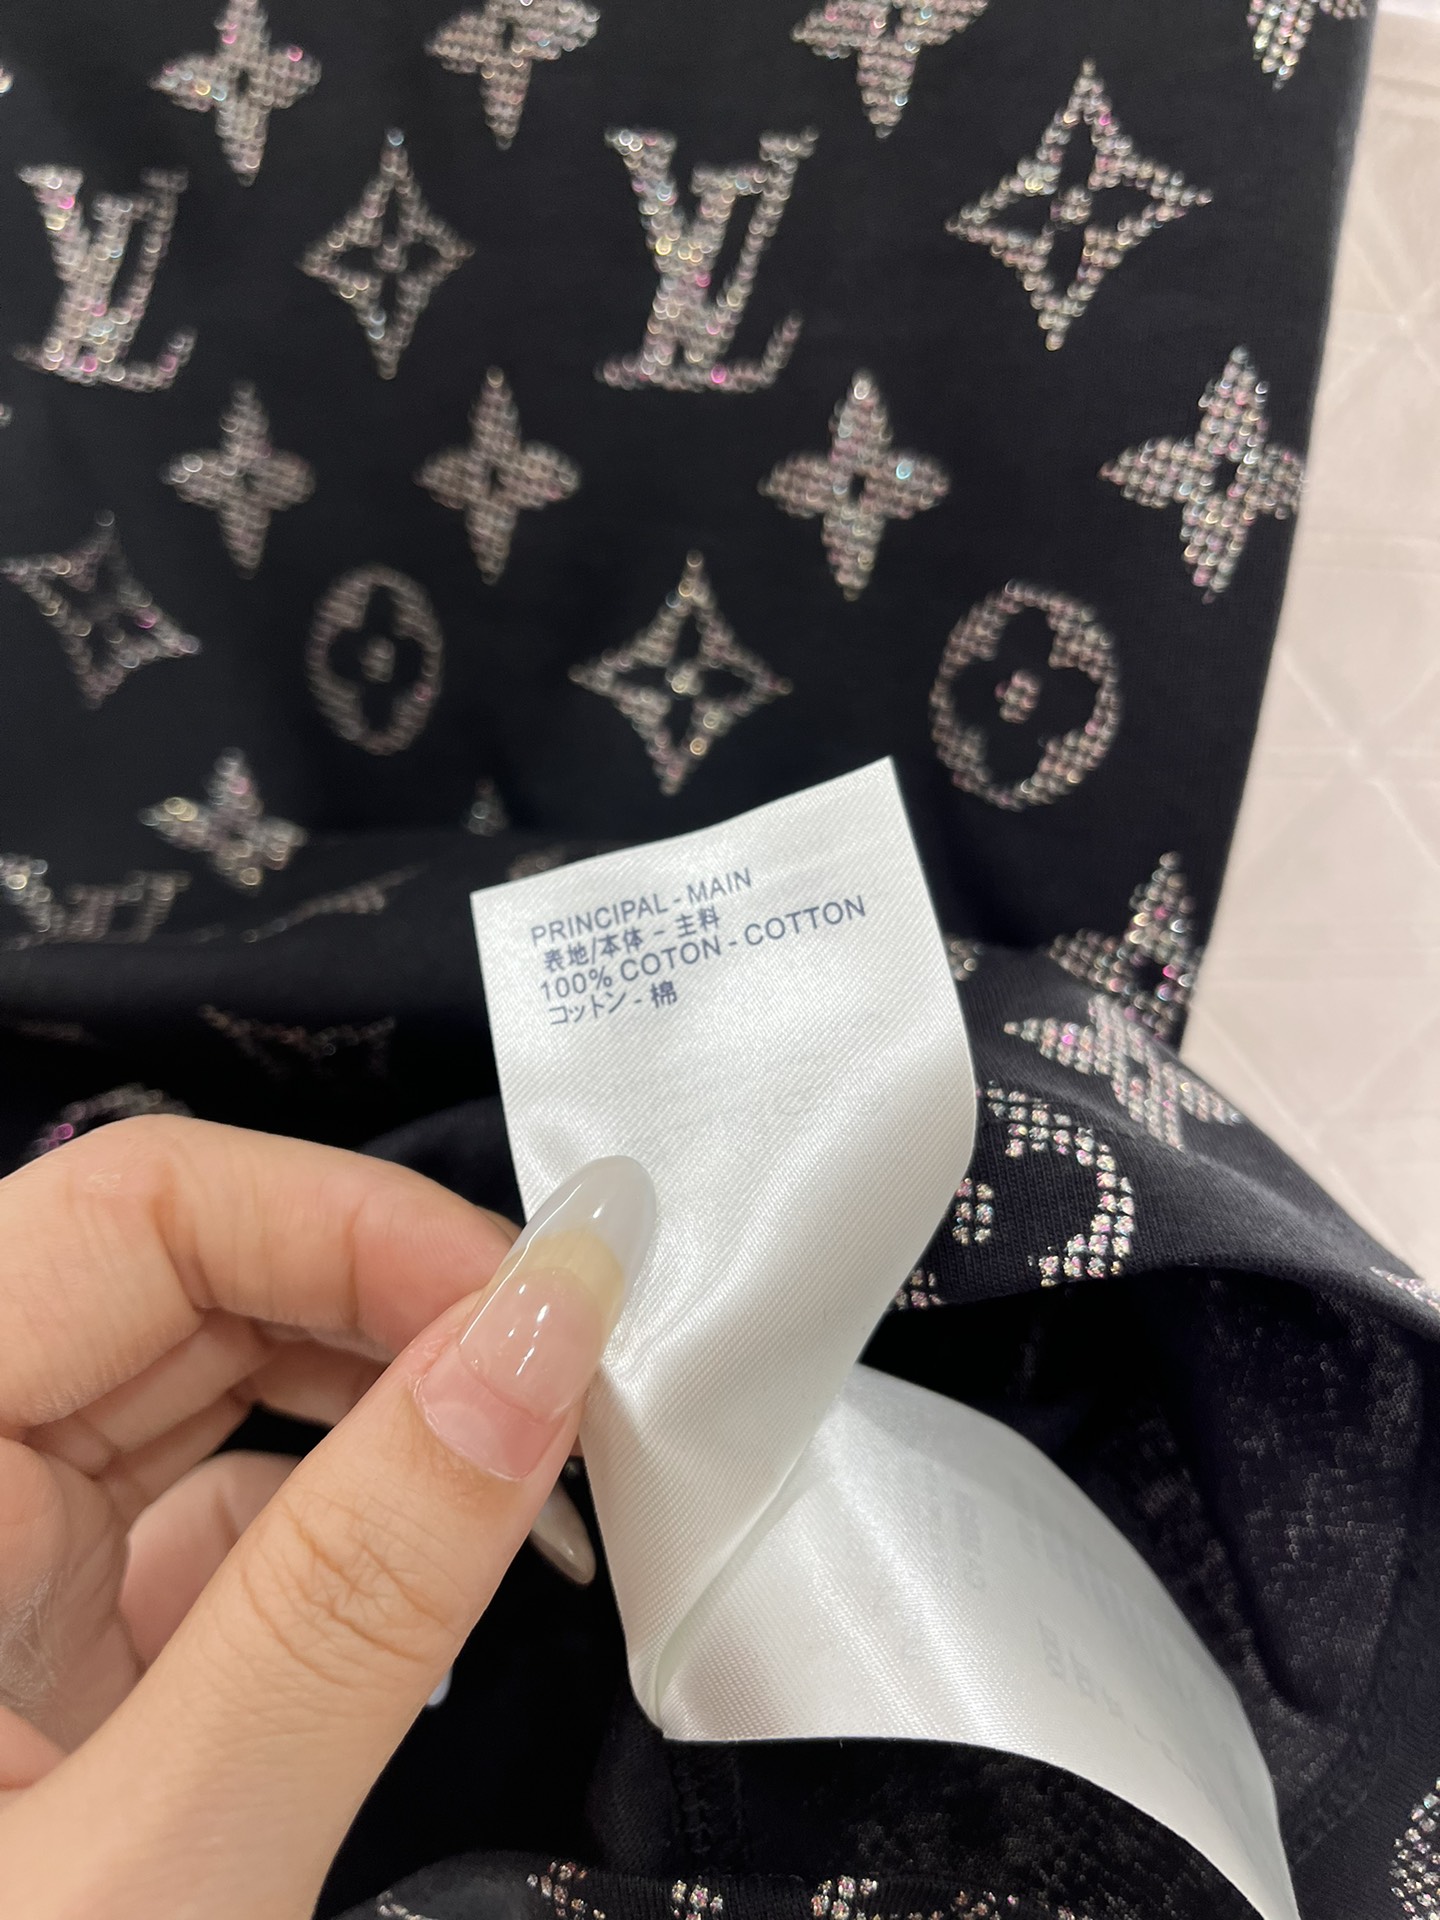 PRINCIPAL - MAIN
表地/本体 - 主料
100% COTON - COTTON
コットン - 棉